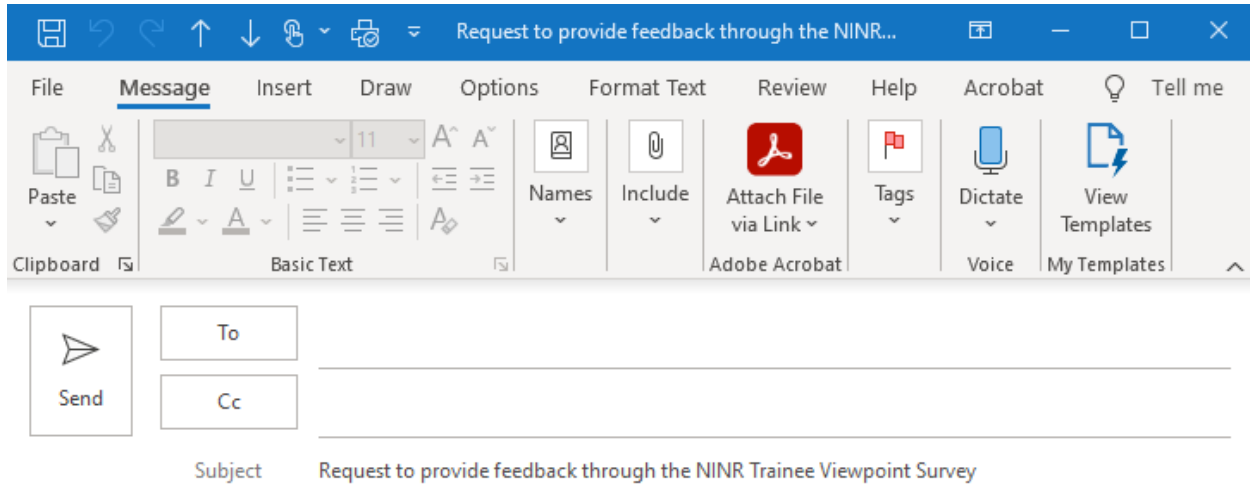 Request to provide feedback through the NINR...
File Message Insert Draw Options Format Text Review Help Acrobat Tell me
11 A A
Paste B I U Names Include Attach File via Link Tags Dictate View Templates
A A
Clipboard Basic Text Adobe Acrobat Voice My Templates
To
Send
Cc
Subject Request to provide feedback through the NINR Trainee Viewpoint Survey